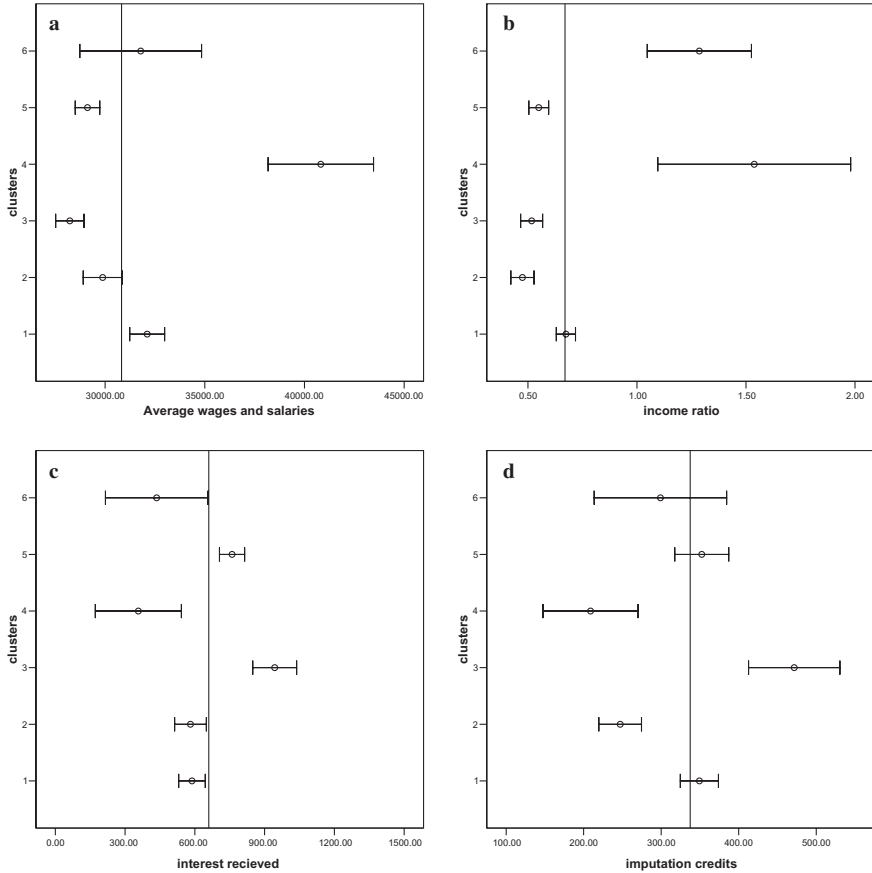 a
6
5
4
3
2
1
clusters
30000.00 35000.00 40000.00 45000.00
Average wages and salaries
b
6
5
4
3
2
1
clusters
0.50 1.00 1.50 2.00
income ratio
c
6
5
4
3
2
1
clusters
0.00 300.00 600.00 900.00 1200.00 1500.00
interest recieved
d
6
5
4
3
2
1
clusters
100.00 200.00 300.00 400.00 500.00
imputation credits